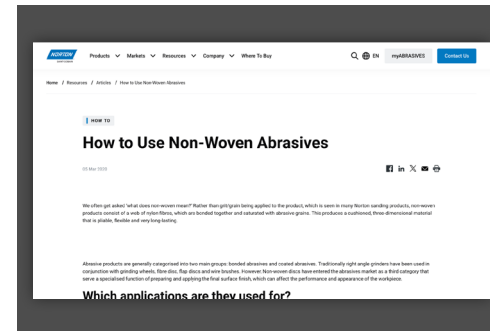 NORTON
Products Markets Resources Company Where To Buy
EN
myABRASIVES
Contact Us
Home / Resources / Articles / How to Use Non-Woven Abrasives
HOW TO
How to Use Non-Woven Abrasives
03 Mar 2020
We often get asked 'what does non-woven mean?' Rather than grit/grain being applied to the product, which is seen in many Norton sanding products, non-woven
products consist of a web of nylon fibres, which are bonded together and saturated with abrasive grains. This produces a cushioned, three-dimensional material
that is pliable, flexible and very long-lasting.
Abrasive products are generally categorised into two main groups: bonded abrasives and coated abrasives. Traditionally right angle grinders have been used in
conjunction with grinding wheels, fibre disc, flap discs and wire brushes. However. Non-woven discs have entered the abrasives market as a third category that
serve a specialised function of preparing and applying the final surface finish, which can affect the performance and appearance of the workpiece.
Which applications are they used for?